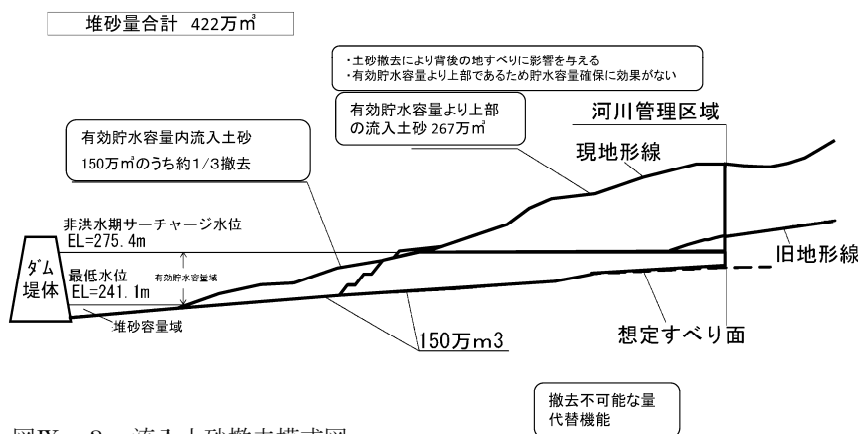 堆砂量合計 422万㎥
・土砂撤去により背後の地すべりに影響を与える
・有効貯水容量より上部であるため貯水容量確保に効果がない
有効貯水容量より上部
の流入土砂 267万㎥
河川管理区域
有効貯水容量内流入土砂
150万㎥のうち約1/3撤去
現地形線
非洪水期サーチャージ水位
EL=275.4m
旧地形線
ダム
堤体
最低水位
EL=241.1m
有効貯水容量域
堆砂容量域
150万m3
想定すべり面
撤去不可能な量
代替機能